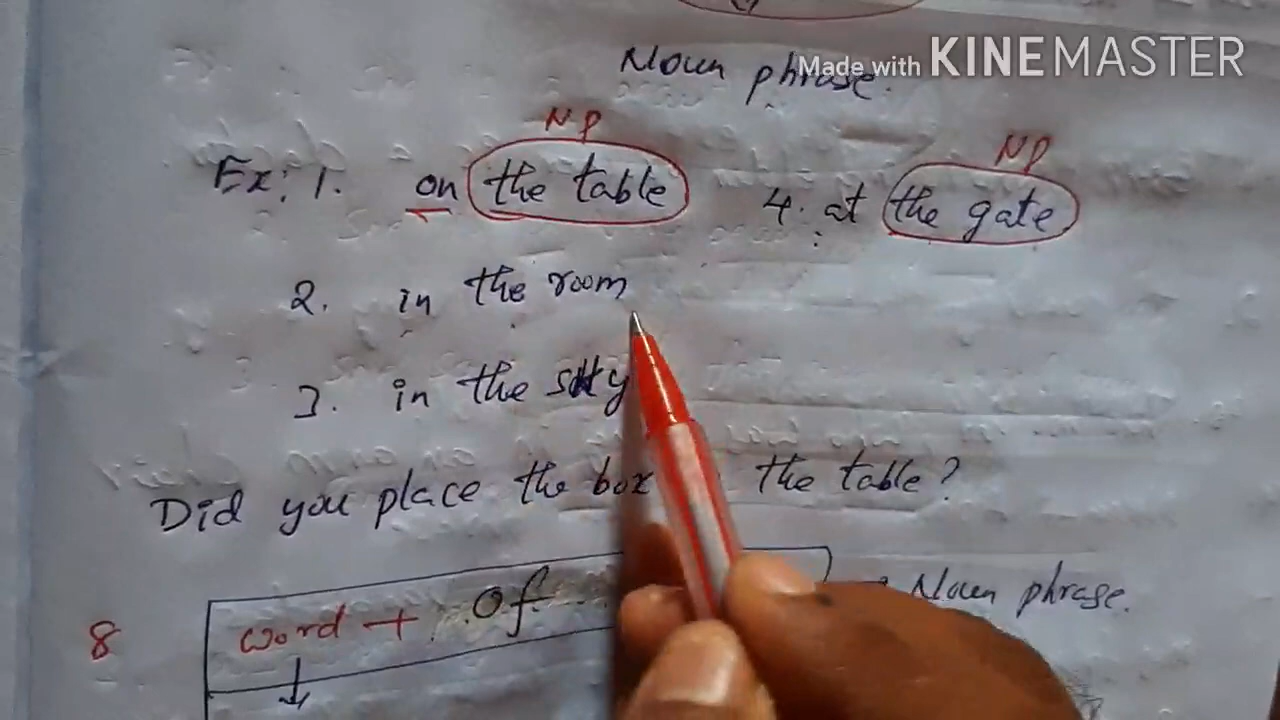 Made with KINEMASTER
Noun phrase.
NP
NP
Ex: 1. on the table 4. at the gate
2. in the room
3. in the sky
Did you place the box the table?
Noun phrase.
8 word + of